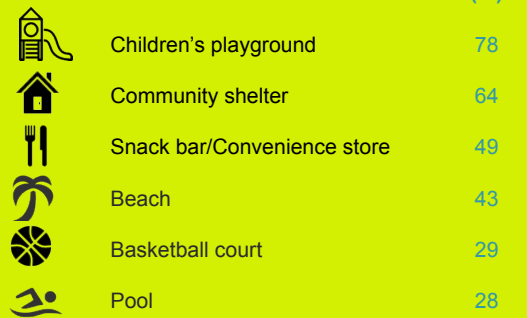 Children's playground 78
Community shelter 64
Snack bar/Convenience store 49
Beach 43
Basketball court 29
Pool 28